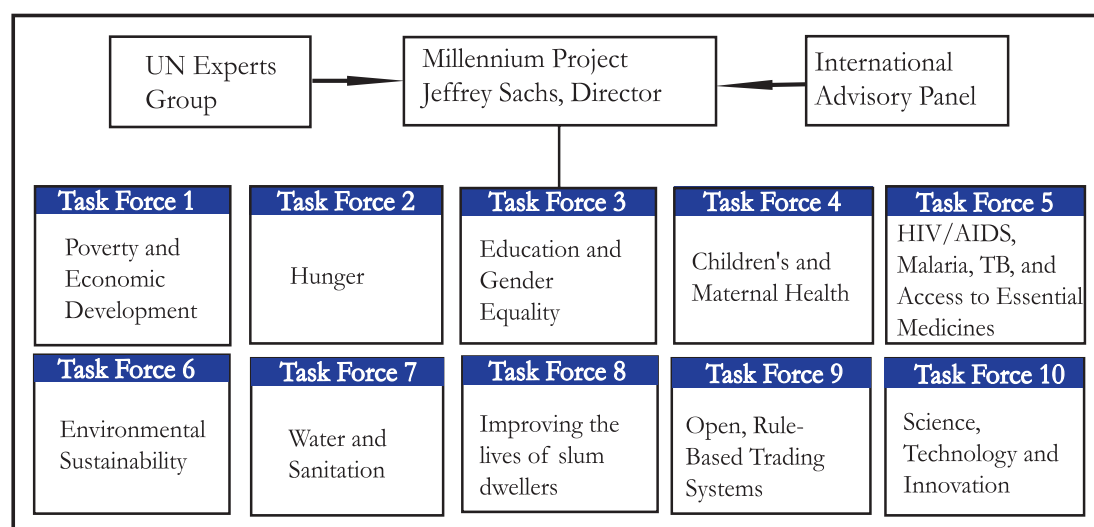 UN Experts
Group
Millennium Project
Jeffrey Sachs, Director
International
Advisory Panel
Task Force 1
Poverty and
Economic
Development
Task Force 2
Hunger
Task Force 3
Education and
Gender
Equality
Task Force 4
Children's and
Maternal Health
Task Force 5
HIV/AIDS,
Malaria, TB, and
Access to Essential
Medicines
Task Force 6
Environmental
Sustainability
Task Force 7
Water and
Sanitation
Task Force 8
Improving the
lives of slum
dwellers
Task Force 9
Open, Rule-
Based Trading
Systems
Task Force 10
Science,
Technology and
Innovation